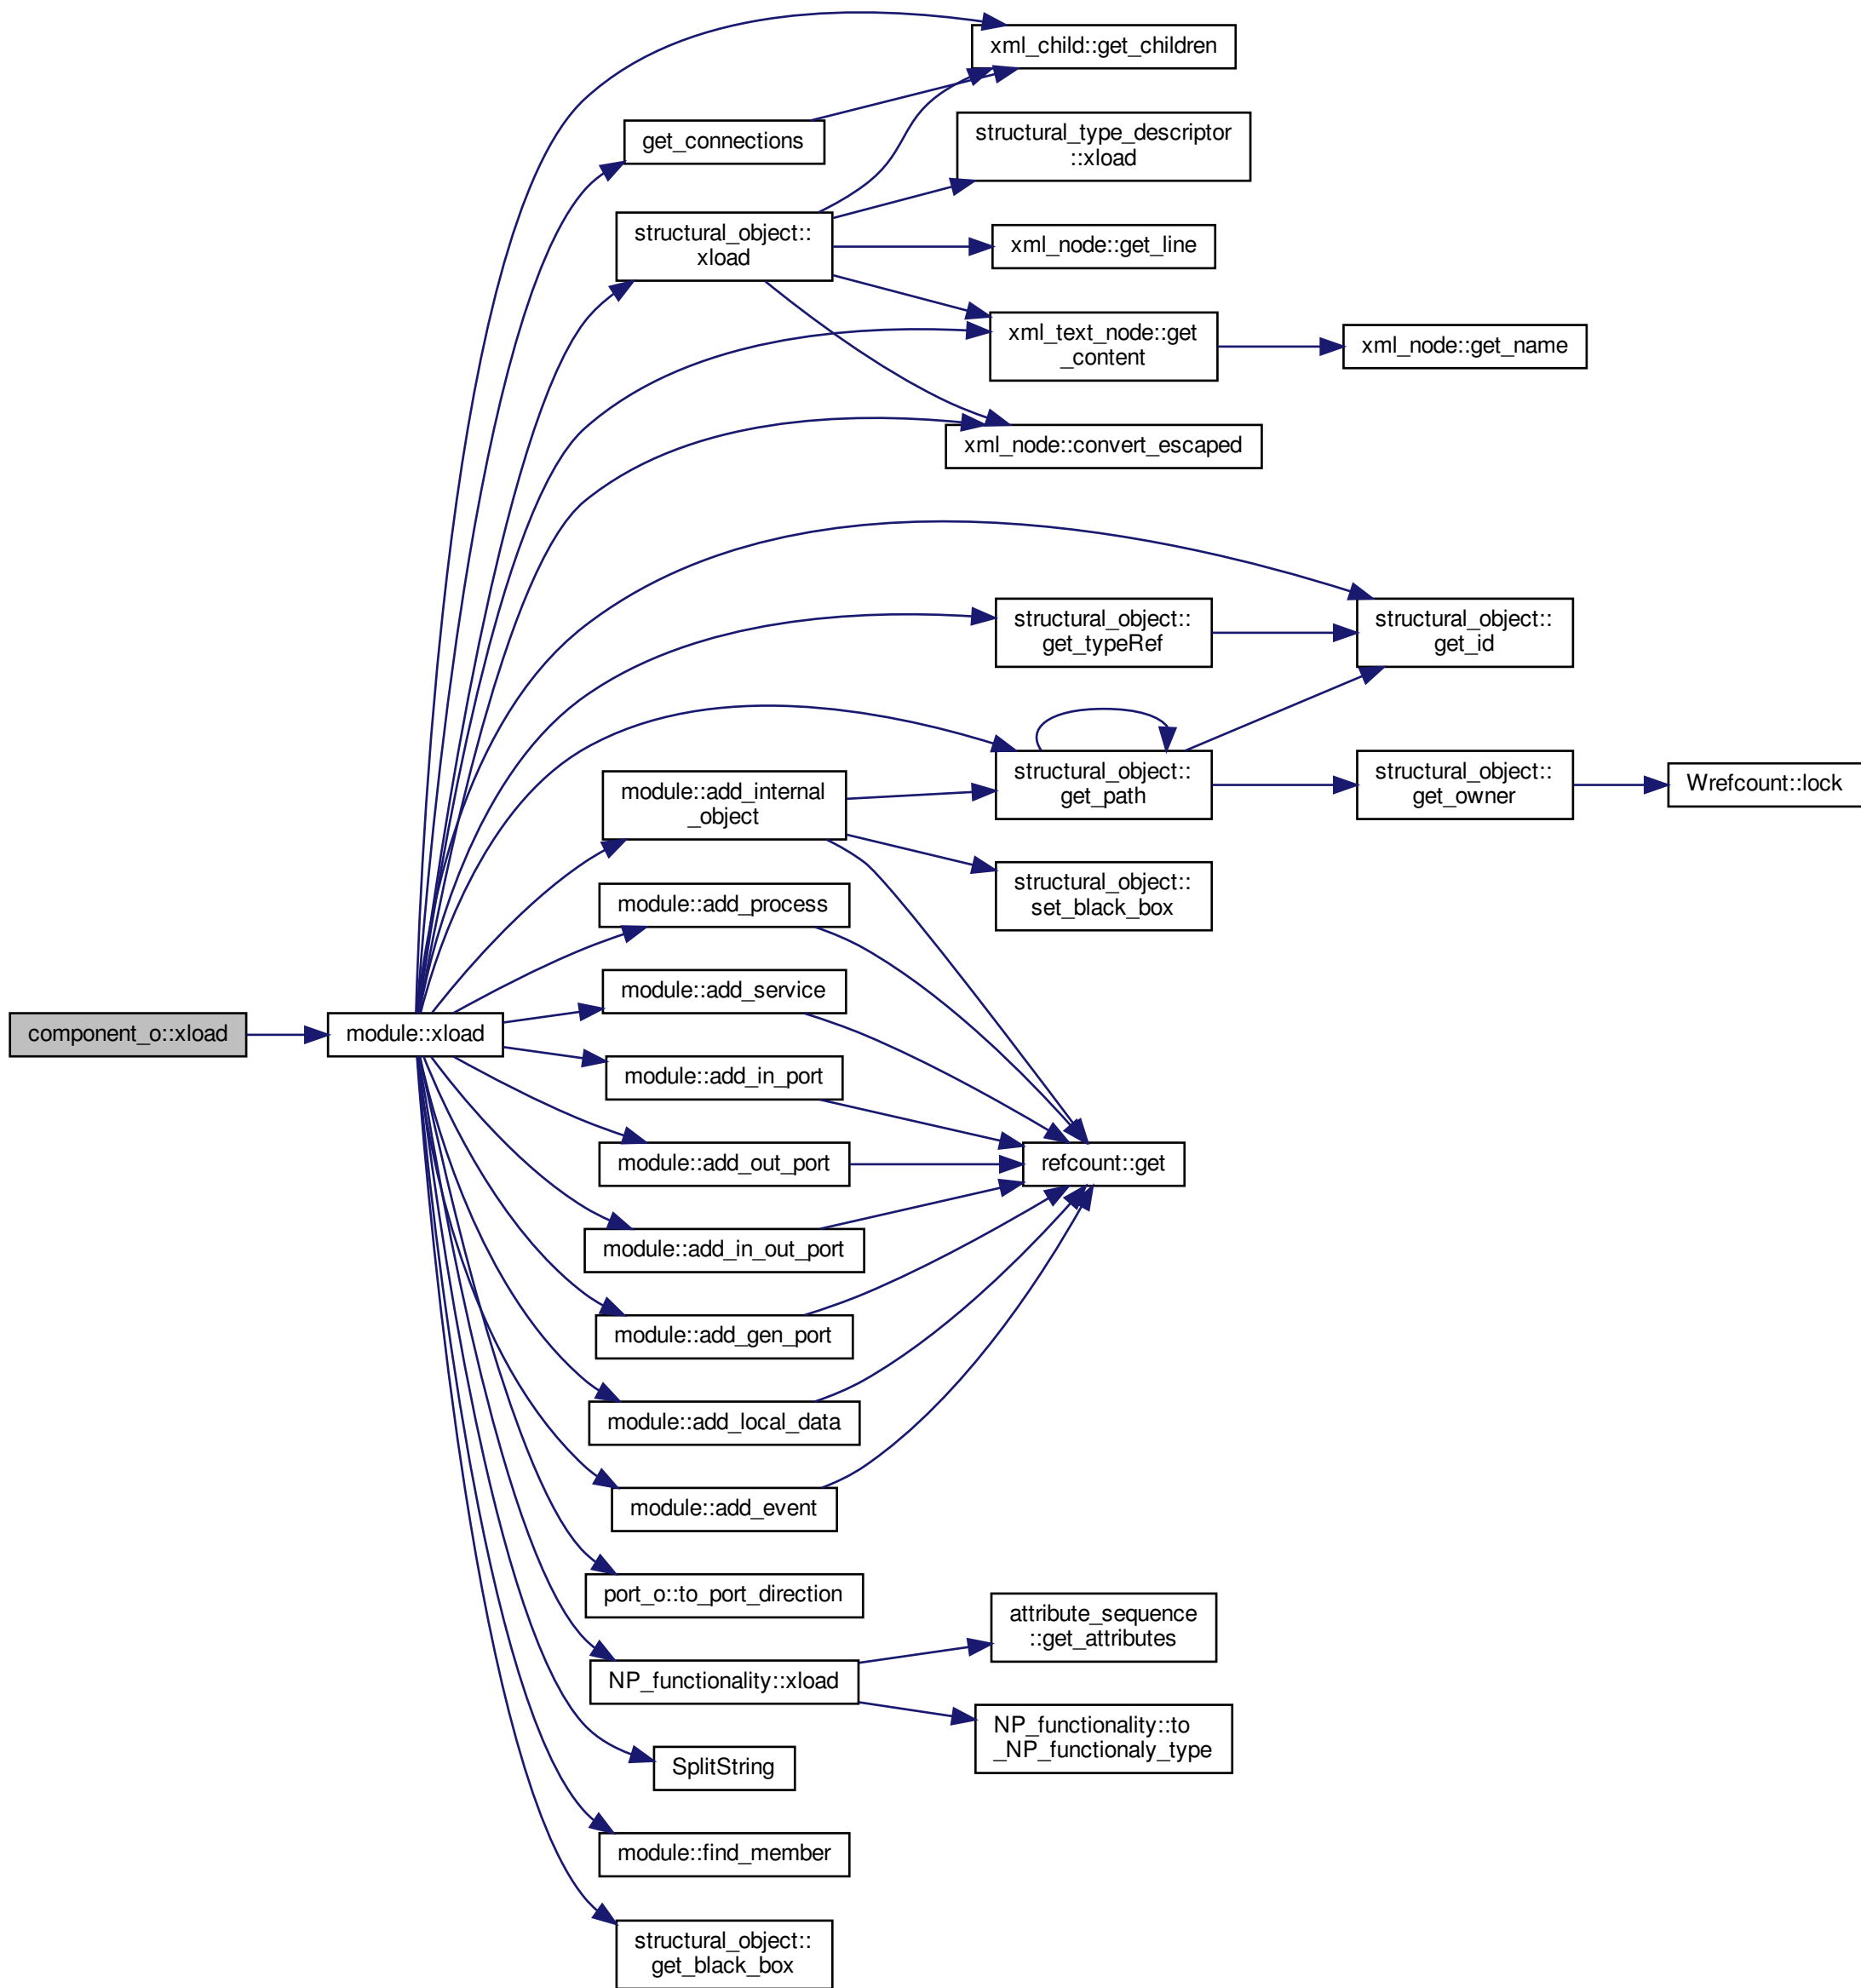 xml_child::get_children
get_connections
structural_type_descriptor
::xload
structural_object::
xload
xml_node::get_line
xml_text_node::get
_content
xml_node::get_name
xml_node::convert_escaped
structural_object::
get_typeRef
structural_object::
get_id
module::add_internal
_object
structural_object::
get_path
structural_object::
get_owner
Wrefcount::lock
structural_object::
set_black_box
module::add_process
module::add_service
component_o::xload
module::xload
module::add_in_port
module::add_out_port
refcount::get
module::add_in_out_port
module::add_gen_port
module::add_local_data
module::add_event
port_o::to_port_direction
attribute_sequence
::get_attributes
NP_functionality::xload
NP_functionality::to
_NP_functionaly_type
SplitString
module::find_member
structural_object::
get_black_box